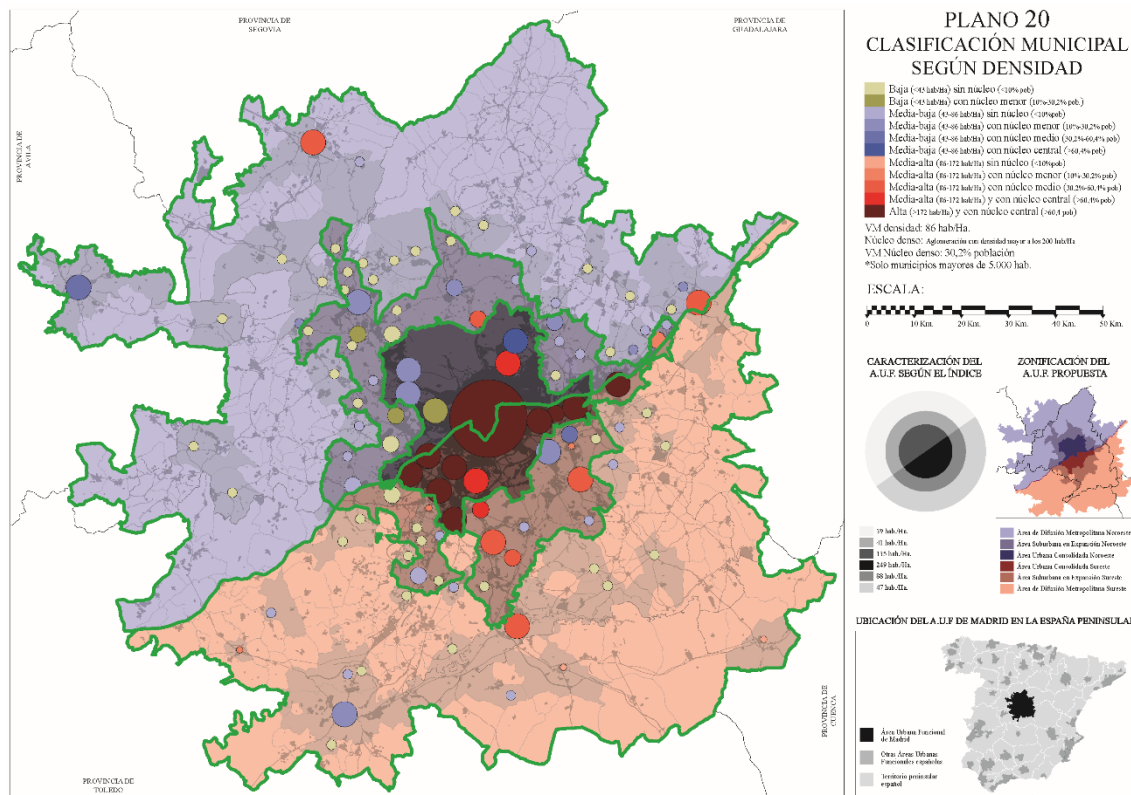 PROVINCIA DE
SEGOVIA
PROVINCIA DE
GUADALAJARA
PROVINCIA DE
AVILA
PROVINCIA DE
CUENCA
PROVINCIA DE
TOLEDO
PLANO 20
CLASIFICACIÓN MUNICIPAL
SEGÚN DENSIDAD
Baja (<43 hab/Ha) sin núcleo (<10% pob)
Baja (<43 hab/Ha) con núcleo menor (10%-30,2% pob.)
Media-baja (43-86 hab/Ha) sin núcleo (<10%pob)
Media-baja (43-86 hab/Ha) con núcleo menor (10%-30,2% pob)
Media-baja (43-86 hab/Ha) con núcleo medio (30,2%-60,4% pob)
Media-baja (43-86 hab/Ha) con núcleo central (>60,4% pob)
Media-alta (86-172 hab/Ha) sin núcleo (<10%pob)
Media-alta (86-172 hab/Ha) con núcleo menor (10%-30,2% pob)
Media-alta (86-172 hab/Ha) con núcleo medio (30,2%-60,4% pob)
Media-alta (86-172 hab/Ha) y con núcleo central (>60,4% pob)
Alta (>172 hab/Ha) y con núcleo central (>60,4 pob)
VM densidad: 86 hab/Ha.
Núcleo denso: Aglomeración con densidad mayor a los 200 hab/Ha
VM Núcleo denso: 30,2% población
*Solo municipios mayores de 5.000 hab.
ESCALA:
0 10 Km. 20 Km. 30 Km. 40 Km. 50 Km.
CARACTERIZACIÓN DEL
A.U.F. SEGÚN EL ÍNDICE
ZONIFICACIÓN DEL
A.U.F. PROPUESTA
41 hab./Ha.
249 hab./Ha.
88 hab./Ha.
47 hab./Ha.
Área de Difusión Metropolitana Noroeste
Área Suburbana en Expansión Noroeste
Área Urbana Consolidada Noroeste
Área Urbana Consolidada Sureste
Área Suburbana en Expansión Sureste
Área de Difusión Metropolitana Sureste
UBICACIÓN DEL A.U.F DE MADRID EN LA ESPAÑA PENINSULAR
Área Urbana Funcional
de Madrid
Otras Áreas Urbanas
Funcionales españolas
Territorio peninsular
español